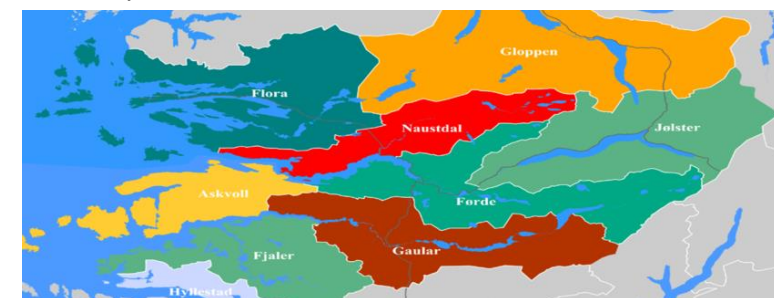 Gloppen
Flora
Naustdal
Jølster
Askvoll
Førde
Gaular
Fjaler
Hyllestad